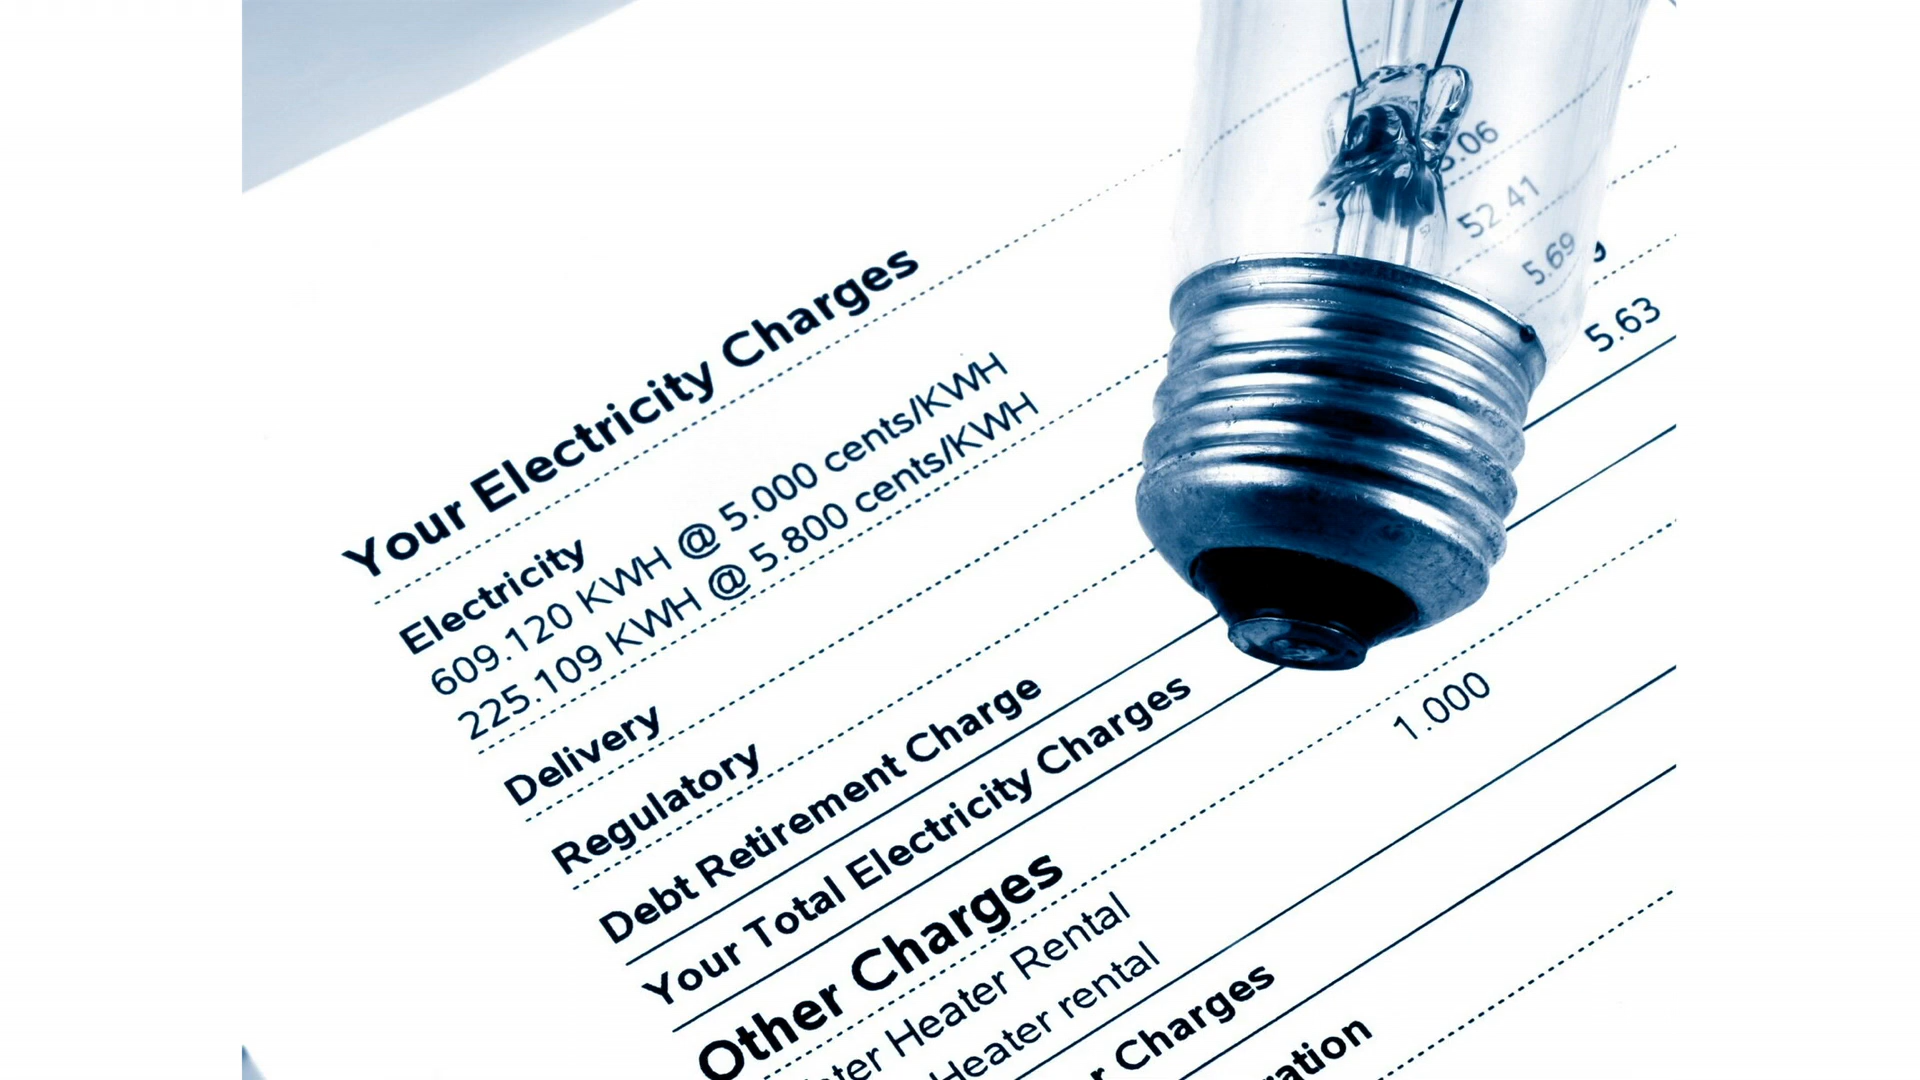 Your Electricity Charges
Electricity
609.120 KWH @ 5.000 cents/KWH
225.109 KWH @ 5.800 cents/KWH
.06
Delivery
52.41
Regulatory
5.69
Debt Retirement Charge
5.63
Your Total Electricity Charges
Other Charges
Heater Rental 1.000
Heater rental
Charges